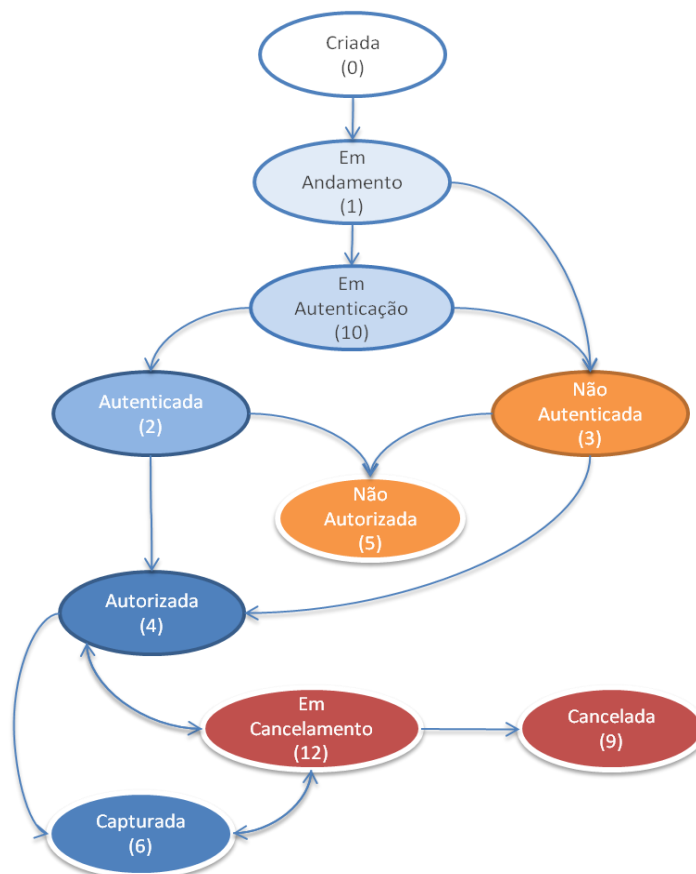 Criada
(0)
Em
Andamento
(1)
Em
Autenticação
(10)
Autenticada
(2)
Não
Autenticada
(3)
Não
Autorizada
(5)
Autorizada
(4)
Em
Cancelamento
(12)
Cancelada
(9)
Capturada
(6)